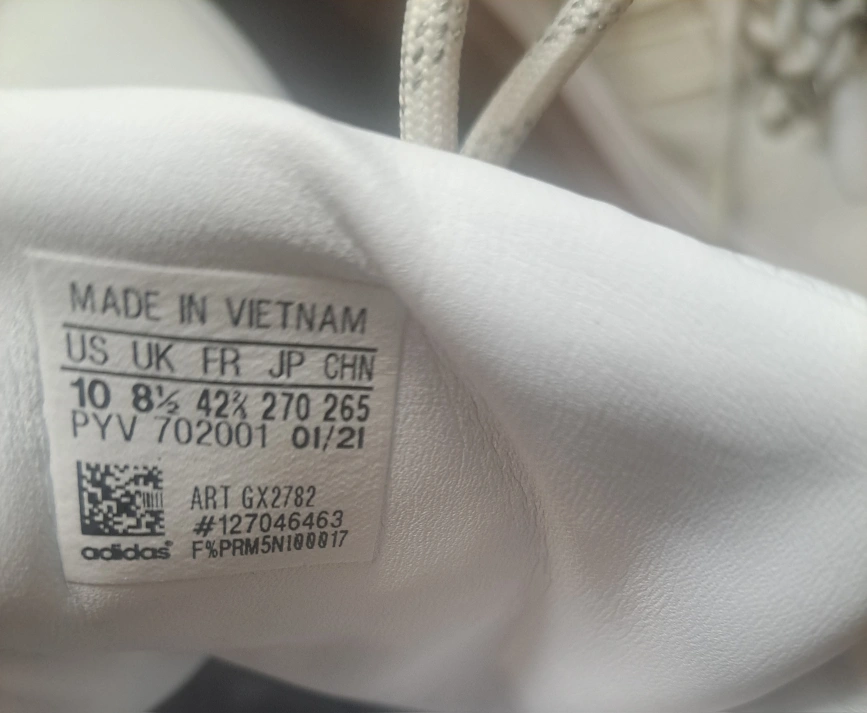 MADE IN VIETNAM
US UK FR JP CHN
10 8½ 42⅔ 270 265
PYV 702001 01/21
ART GX2782
#127046463
F%PRM5N100017
adidas